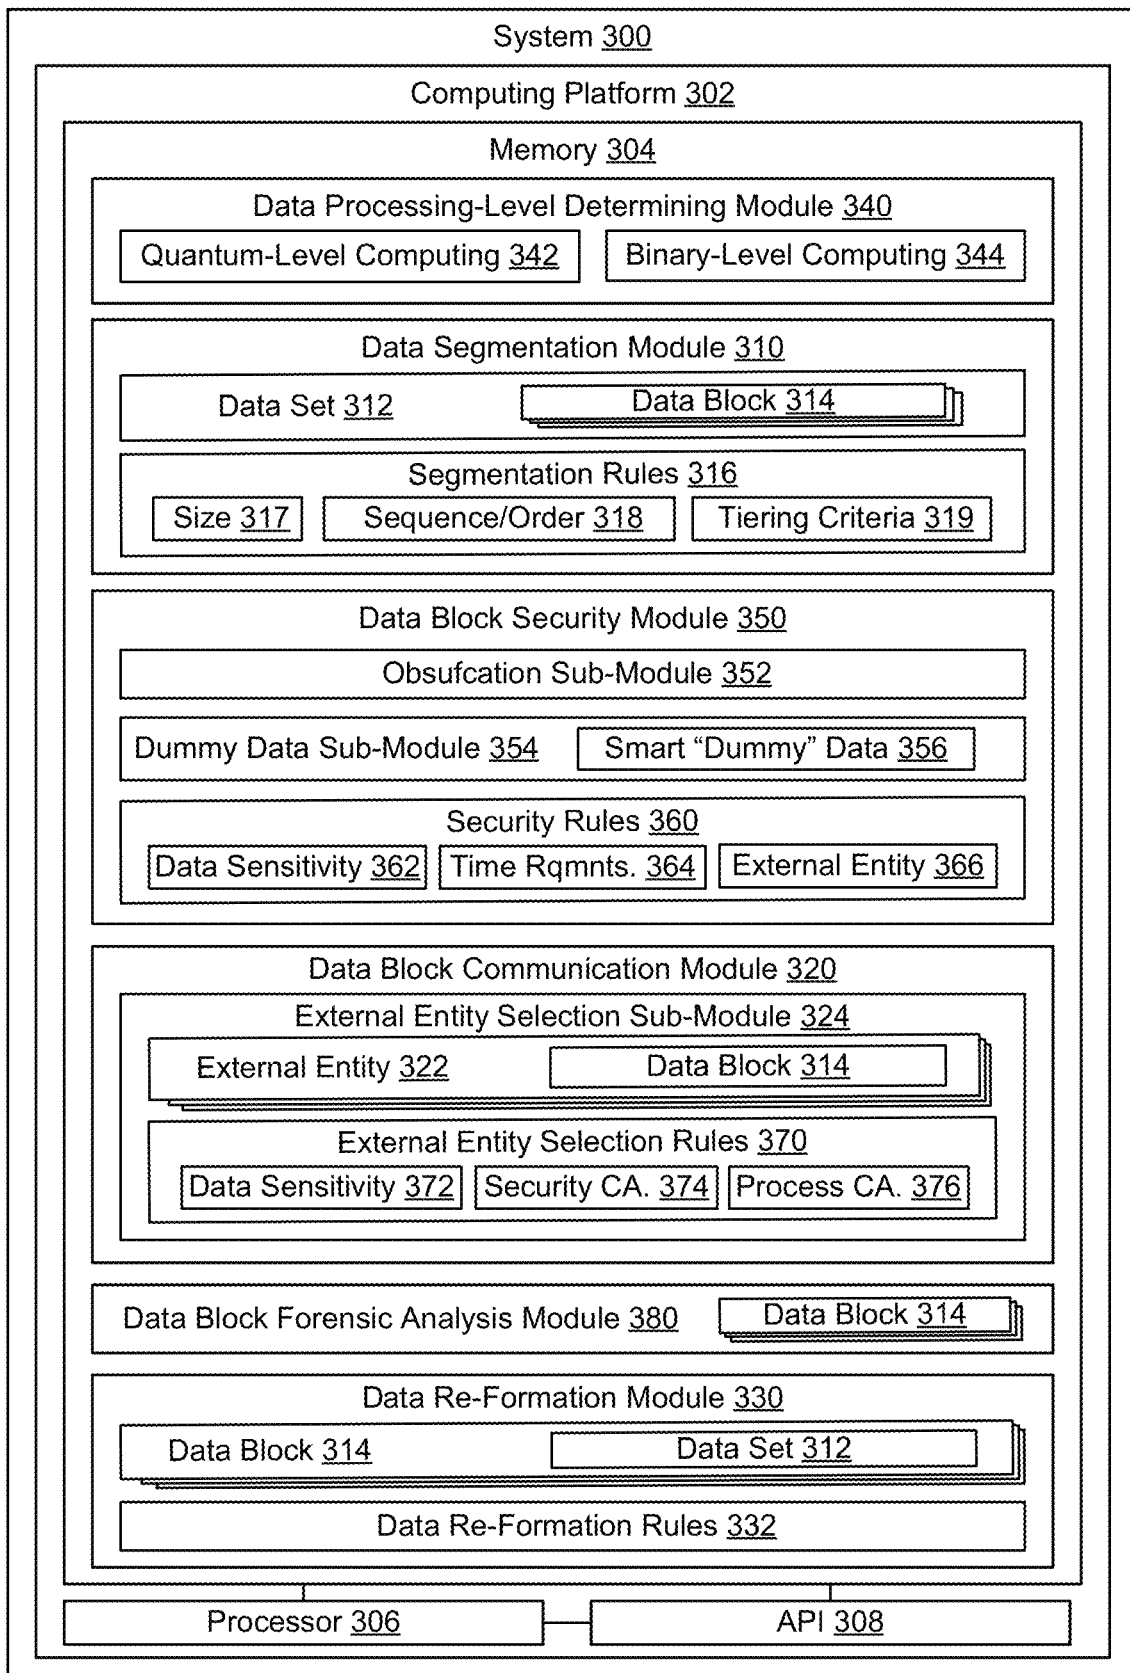 System 300
Computing Platform 302
Memory 304
Data Processing-Level Determining Module 340
Quantum-Level Computing 342
Binary-Level Computing 344
Data Segmentation Module 310
Data Set 312
Data Block 314
Segmentation Rules 316
Size 317
Sequence/Order 318
Tiering Criteria 319
Data Block Security Module 350
Obsufcation Sub-Module 352
Dummy Data Sub-Module 354
Smart “Dummy” Data 356
Security Rules 360
Data Sensitivity 362
Time Rqmnts. 364
External Entity 366
Data Block Communication Module 320
External Entity Selection Sub-Module 324
External Entity 322
Data Block 314
External Entity Selection Rules 370
Data Sensitivity 372
Security CA. 374
Process CA. 376
Data Block Forensic Analysis Module 380
Data Block 314
Data Re-Formation Module 330
Data Block 314
Data Set 312
Data Re-Formation Rules 332
Processor 306
API 308